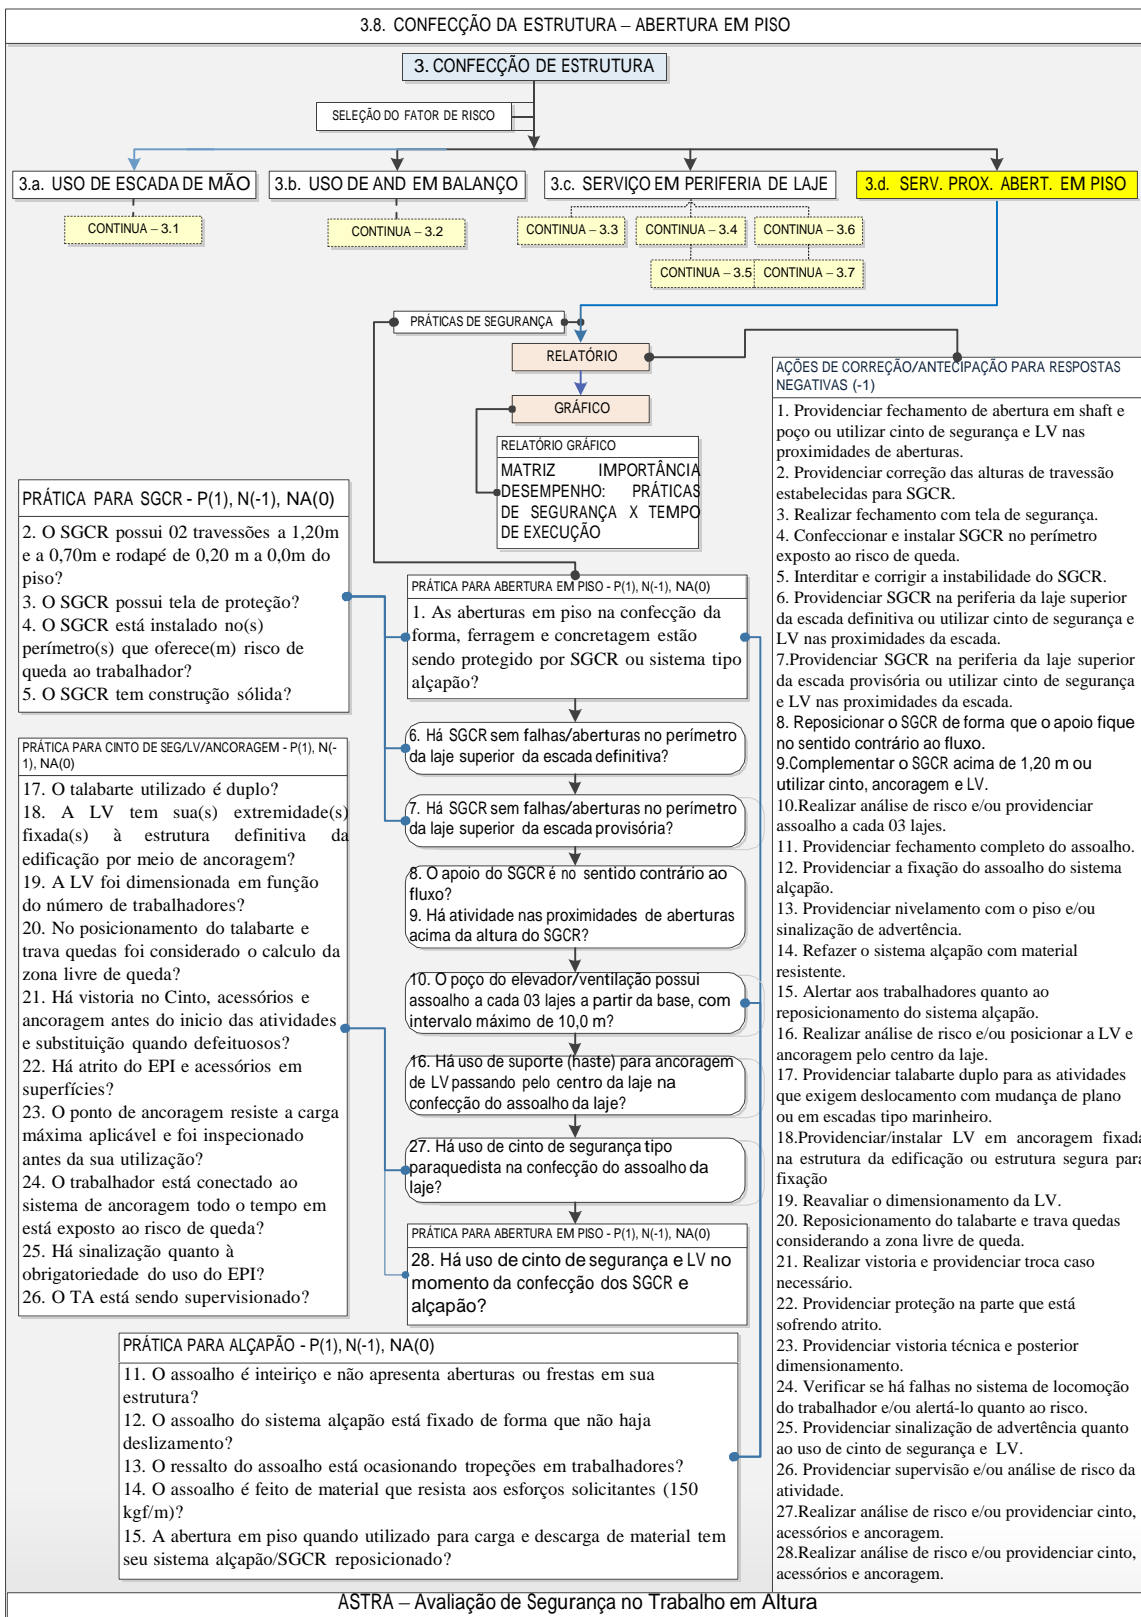 3.8. CONFECÇÃO DA ESTRUTURA – ABERTURA EM PISO
3. CONFECÇÃO DE ESTRUTURA
SELEÇÃO DO FATOR DE RISCO
3.a. USO DE ESCADA DE MÃO
3.b. USO DE AND EM BALANÇO
3.c. SERVIÇO EM PERIFERIA DE LAJE
3.d. SERV. PROX. ABERT. EM PISO
CONTINUA – 3.1
CONTINUA – 3.2
CONTINUA – 3.3
CONTINUA – 3.4
CONTINUA – 3.6
CONTINUA – 3.5
CONTINUA – 3.7
PRÁTICAS DE SEGURANÇA
RELATÓRIO
GRÁFICO
RELATÓRIO GRÁFICO
MATRIZ IMPORTÂNCIA
DESEMPENHO: PRÁTICAS
DE SEGURANÇA X TEMPO
DE EXECUÇÃO
PRÁTICA PARA SGCR - P(1), N(-1), NA(0)
2. O SGCR possui 02 travessões a 1,20m
e a 0,70m e rodapé de 0,20 m a 0,0m do
piso?
3. O SGCR possui tela de proteção?
4. O SGCR está instalado no(s)
perímetro(s) que oferece(m) risco de
queda ao trabalhador?
5. O SGCR tem construção sólida?
PRÁTICA PARA CINTO DE SEG/LV/ANCORAGEM - P(1), N(-
1), NA(0)
17. O talabarte utilizado é duplo?
18. A LV tem sua(s) extremidade(s)
fixada(s) à estrutura definitiva da
edificação por meio de ancoragem?
19. A LV foi dimensionada em função
do número de trabalhadores?
20. No posicionamento do talabarte e
trava quedas foi considerado o calculo da
zona livre de queda?
21. Há vistoria no Cinto, acessórios e
ancoragem antes do inicio das atividades
e substituição quando defeituosos?
22. Há atrito do EPI e acessórios em
superfícies?
23. O ponto de ancoragem resiste a carga
máxima aplicável e foi inspecionado
antes da sua utilização?
24. O trabalhador está conectado ao
sistema de ancoragem todo o tempo em
está exposto ao risco de queda?
25. Há sinalização quanto à
obrigatoriedade do uso do EPI?
26. O TA está sendo supervisionado?
PRÁTICA PARA ABERTURA EM PISO - P(1), N(-1), NA(0)
1. As aberturas em piso na confecção da
forma, ferragem e concretagem estão
sendo protegido por SGCR ou sistema tipo
alçapão?
6. Há SGCR sem falhas/aberturas no perímetro
da laje superior da escada definitiva?
7. Há SGCR sem falhas/aberturas no perímetro
da laje superior da escada provisória?
8. O apoio do SGCR é no sentido contrário ao
fluxo?
9. Há atividade nas proximidades de aberturas
acima da altura do SGCR?
10. O poço do elevador/ventilação possui
assoalho a cada 03 lajes a partir da base, com
intervalo máximo de 10,0 m?
16. Há uso de suporte (haste) para ancoragem
de LV passando pelo centro da laje na
confecção do assoalho da laje?
27. Há uso de cinto de segurança tipo
paraquedista na confecção do assoalho da
laje?
PRÁTICA PARA ABERTURA EM PISO - P(1), N(-1), NA(0)
28. Há uso de cinto de segurança e LV no
momento da confecção dos SGCR e
alçapão?
PRÁTICA PARA ALÇAPÃO - P(1), N(-1), NA(0)
11. O assoalho é inteiriço e não apresenta aberturas ou frestas em sua
estrutura?
12. O assoalho do sistema alçapão está fixado de forma que não haja
deslizamento?
13. O ressalto do assoalho está ocasionando tropeções em trabalhadores?
14. O assoalho é feito de material que resista aos esforços solicitantes (150
kgf/m)?
15. A abertura em piso quando utilizado para carga e descarga de material tem
seu sistema alçapão/SGCR reposicionado?
AÇÕES DE CORREÇÃO/ANTECIPAÇÃO PARA RESPOSTAS
NEGATIVAS (-1)
1. Providenciar fechamento de abertura em shaft e
poço ou utilizar cinto de segurança e LV nas
proximidades de aberturas.
2. Providenciar correção das alturas de travessão
estabelecidas para SGCR.
3. Realizar fechamento com tela de segurança.
4. Confeccionar e instalar SGCR no perímetro
exposto ao risco de queda.
5. Interditar e corrigir a instabilidade do SGCR.
6. Providenciar SGCR na periferia da laje superior
da escada definitiva ou utilizar cinto de segurança e
LV nas proximidades da escada.
7.Providenciar SGCR na periferia da laje superior
da escada provisória ou utilizar cinto de segurança
e LV nas proximidades da escada.
8. Reposicionar o SGCR de forma que o apoio fique
no sentido contrário ao fluxo.
9.Complementar o SGCR acima de 1,20 m ou
utilizar cinto, ancoragem e LV.
10.Realizar análise de risco e/ou providenciar
assoalho a cada 03 lajes.
11. Providenciar fechamento completo do assoalho.
12. Providenciar a fixação do assoalho do sistema
alçapão.
13. Providenciar nivelamento com o piso e/ou
sinalização de advertência.
14. Refazer o sistema alçapão com material
resistente.
15. Alertar aos trabalhadores quanto ao
reposicionamento do sistema alçapão.
16. Realizar análise de risco e/ou posicionar a LV e
ancoragem pelo centro da laje.
17. Providenciar talabarte duplo para as atividades
que exigem deslocamento com mudança de plano
ou em escadas tipo marinheiro.
18.Providenciar/instalar LV em ancoragem fixada
na estrutura da edificação ou estrutura segura para
fixação
19. Reavaliar o dimensionamento da LV.
20. Reposicionamento do talabarte e trava quedas
considerando a zona livre de queda.
21. Realizar vistoria e providenciar troca caso
necessário.
22. Providenciar proteção na parte que está
sofrendo atrito.
23. Providenciar vistoria técnica e posterior
dimensionamento.
24. Verificar se há falhas no sistema de locomoção
do trabalhador e/ou alertá-lo quanto ao risco.
25. Providenciar sinalização de advertência quanto
ao uso de cinto de segurança e LV.
26. Providenciar supervisão e/ou análise de risco da
atividade.
27.Realizar análise de risco e/ou providenciar cinto,
acessórios e ancoragem.
28.Realizar análise de risco e/ou providenciar cinto,
acessórios e ancoragem.
ASTRA – Avaliação de Segurança no Trabalho em Altura